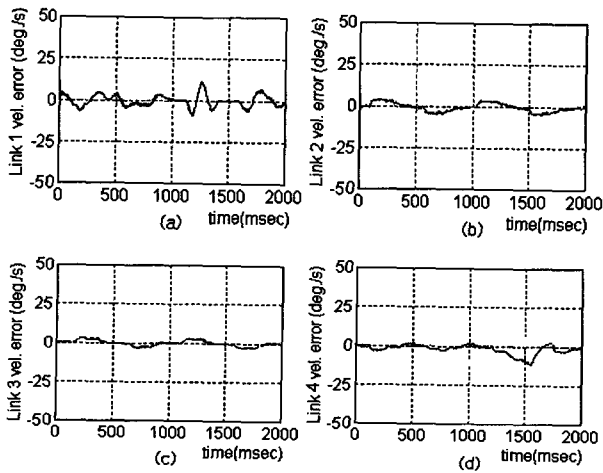 Link 1 vel. error (deg./s)
50
25
0
-25
-50
0 500 1000 1500 2000
(a) time(msec)
Link 2 vel. error (deg./s)
50
25
0
-25
-50
0 500 1000 1500 2000
(b) time(msec)
Link 3 vel. error (deg./s)
50
25
0
-25
-50
0 500 1000 1500 2000
(c) time(msec)
Link 4 vel. error (deg./s)
50
25
0
-25
-50
0 500 1000 1500 2000
(d) time(msec)